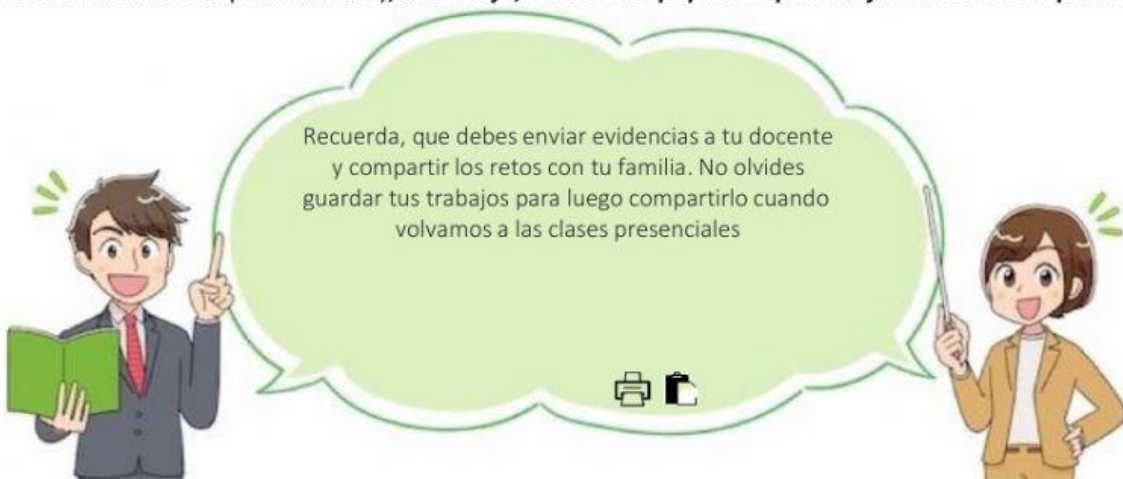 Recuerda, que debes enviar evidencias a tu docente
y compartir los retos con tu familia. No olvides
guardar tus trabajos para luego compartirlo cuando
volvamos a las clases presenciales